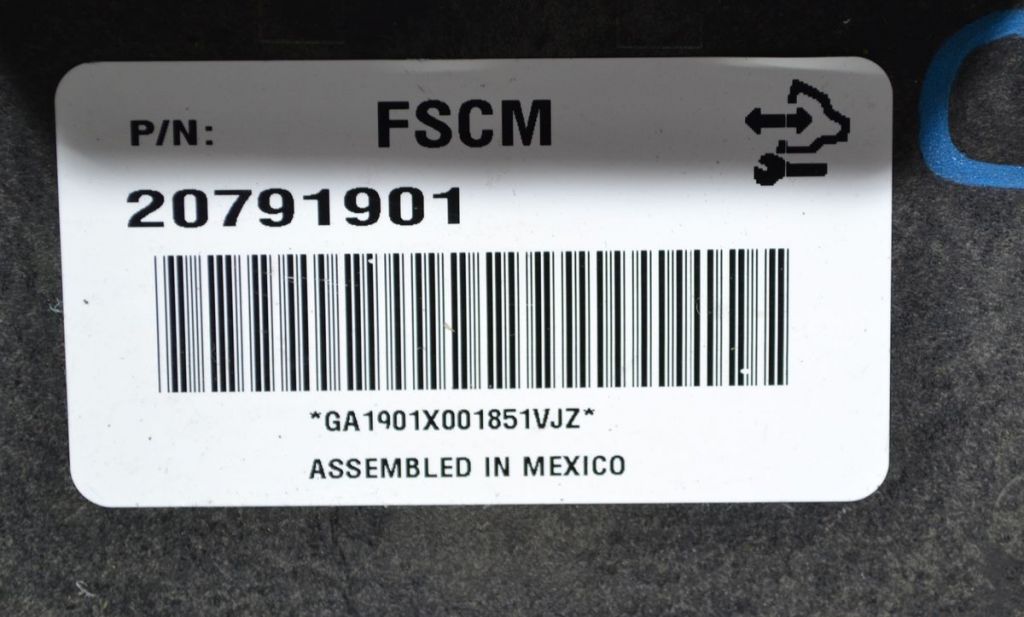 P/N: FSCM
20791901
*GA1901X001851VJZ*
ASSEMBLED IN MEXICO